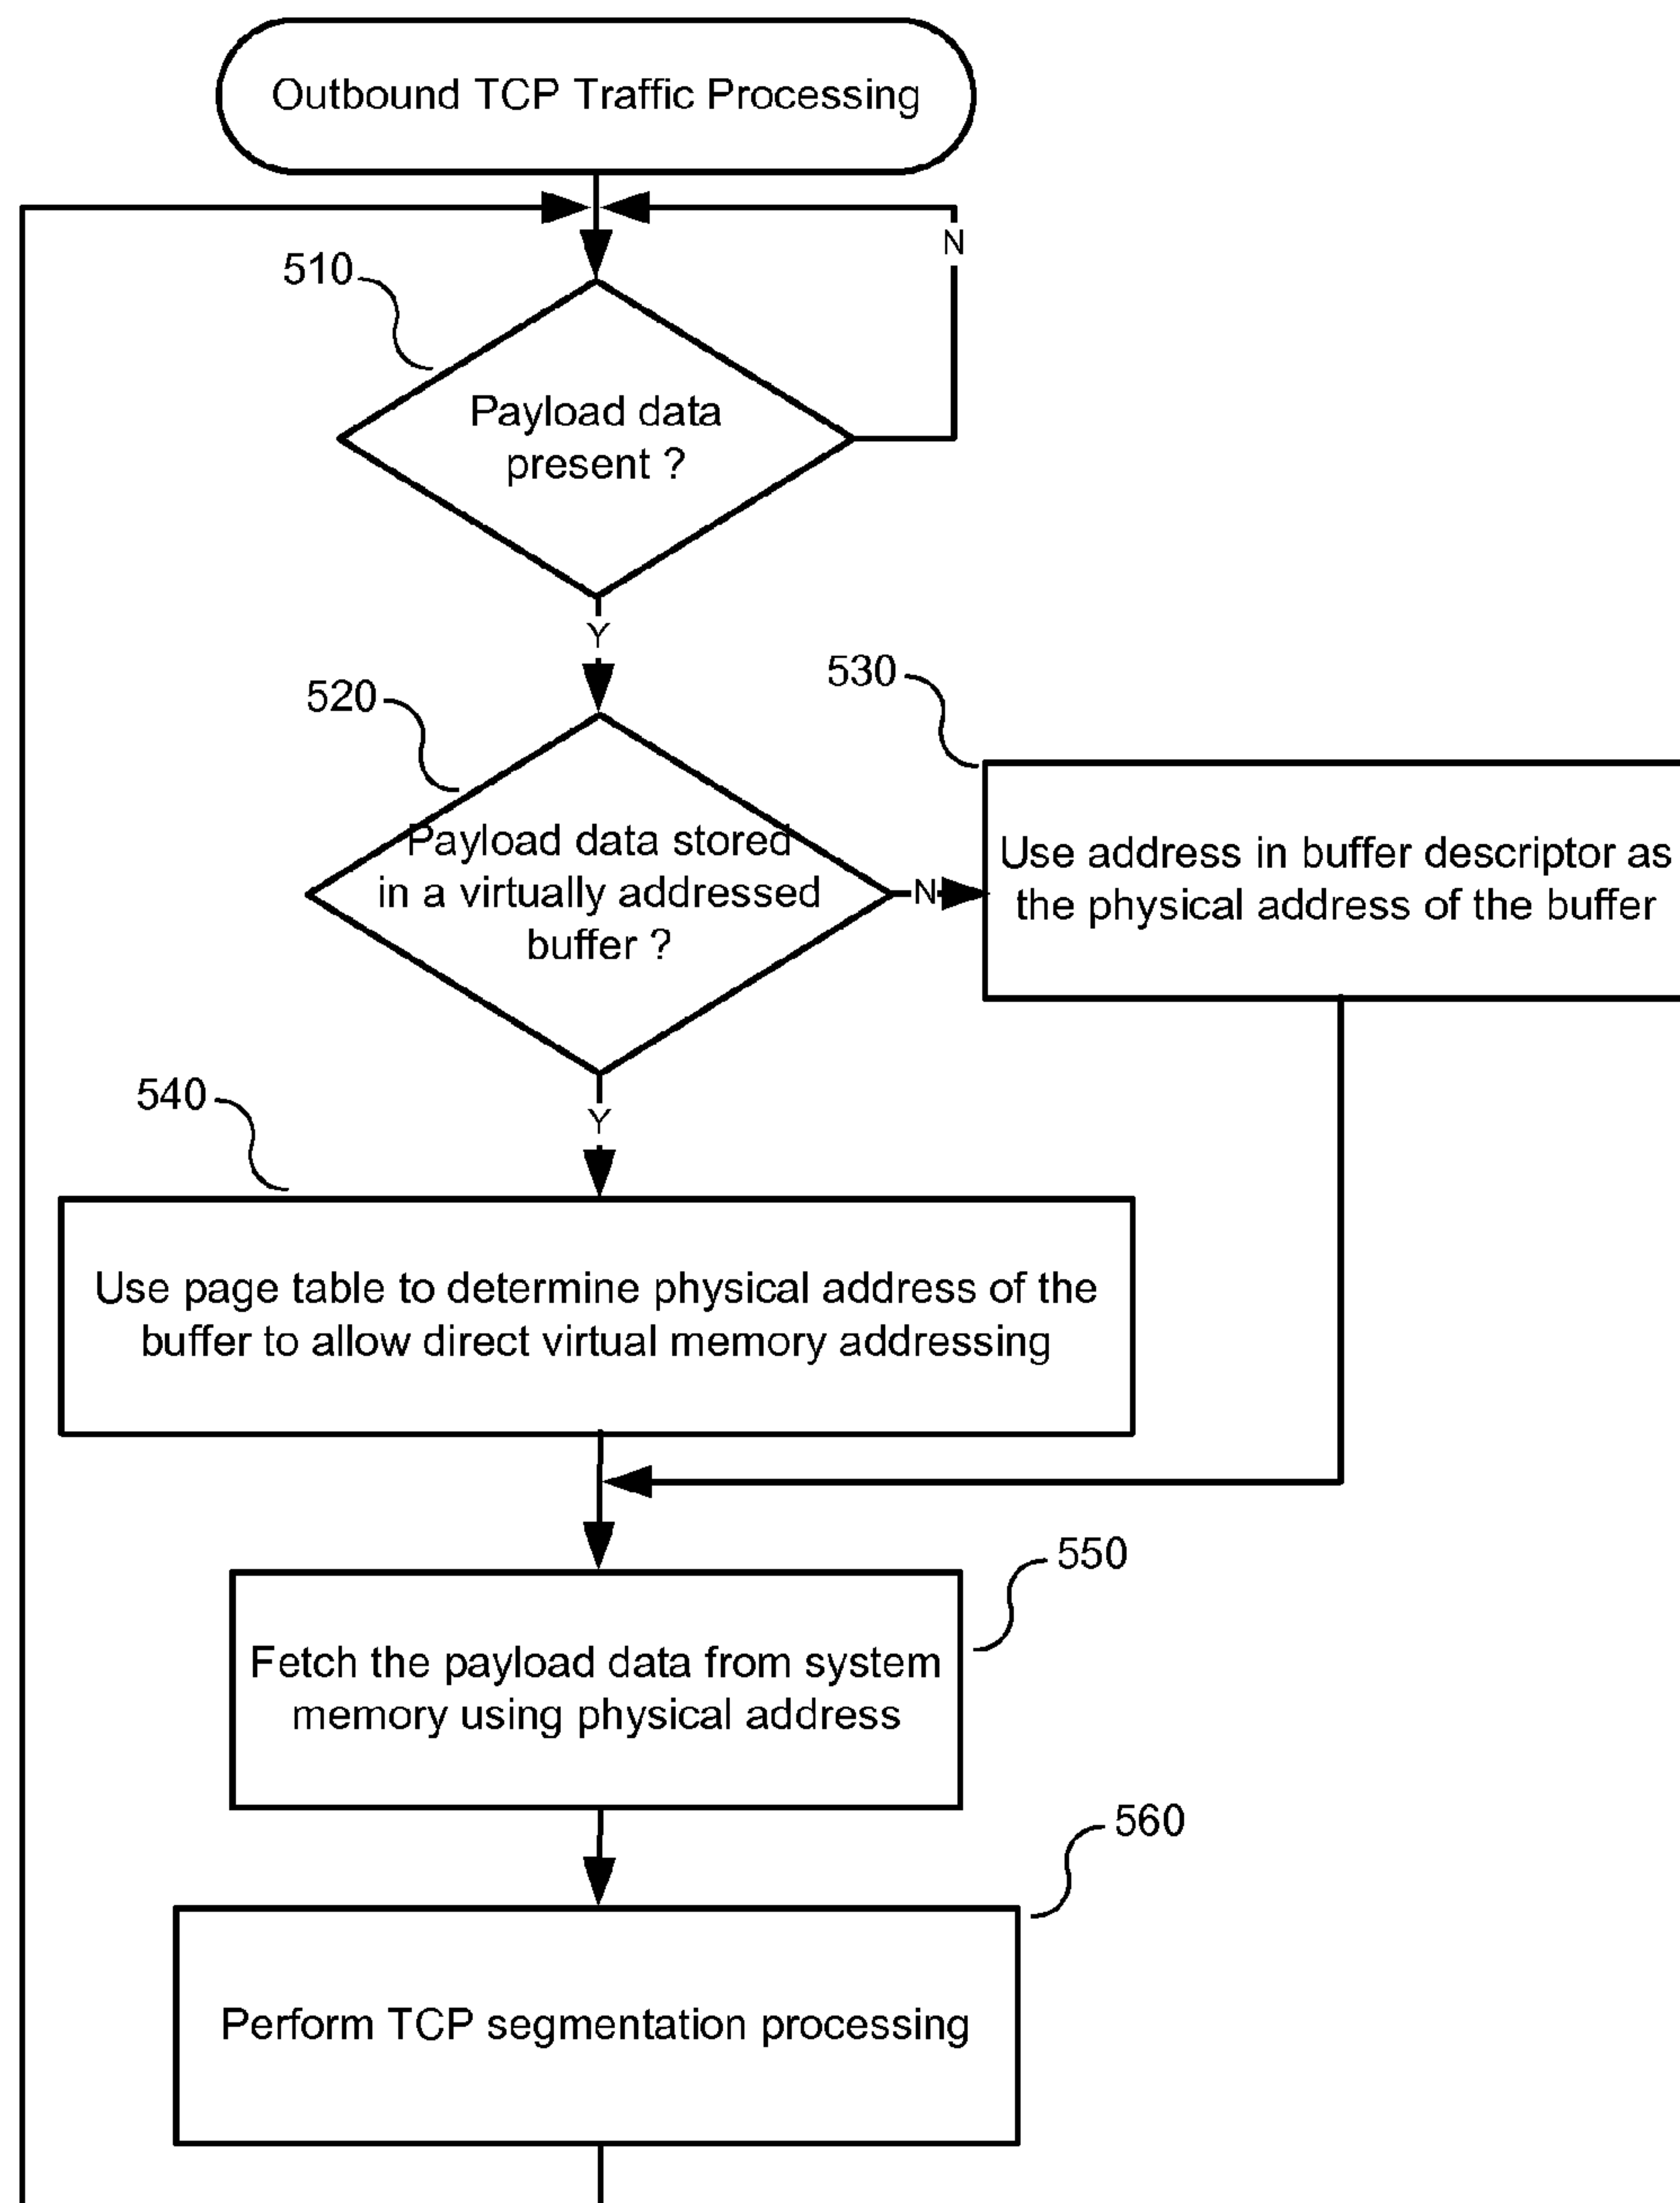 Outbound TCP Traffic Processing
N
510
Payload data
present ?
Y
520
530
Payload data stored
in a virtually addressed
buffer ?
N
Use address in buffer descriptor as
the physical address of the buffer
540
Y
Use page table to determine physical address of the
buffer to allow direct virtual memory addressing
550
Fetch the payload data from system
memory using physical address
560
Perform TCP segmentation processing